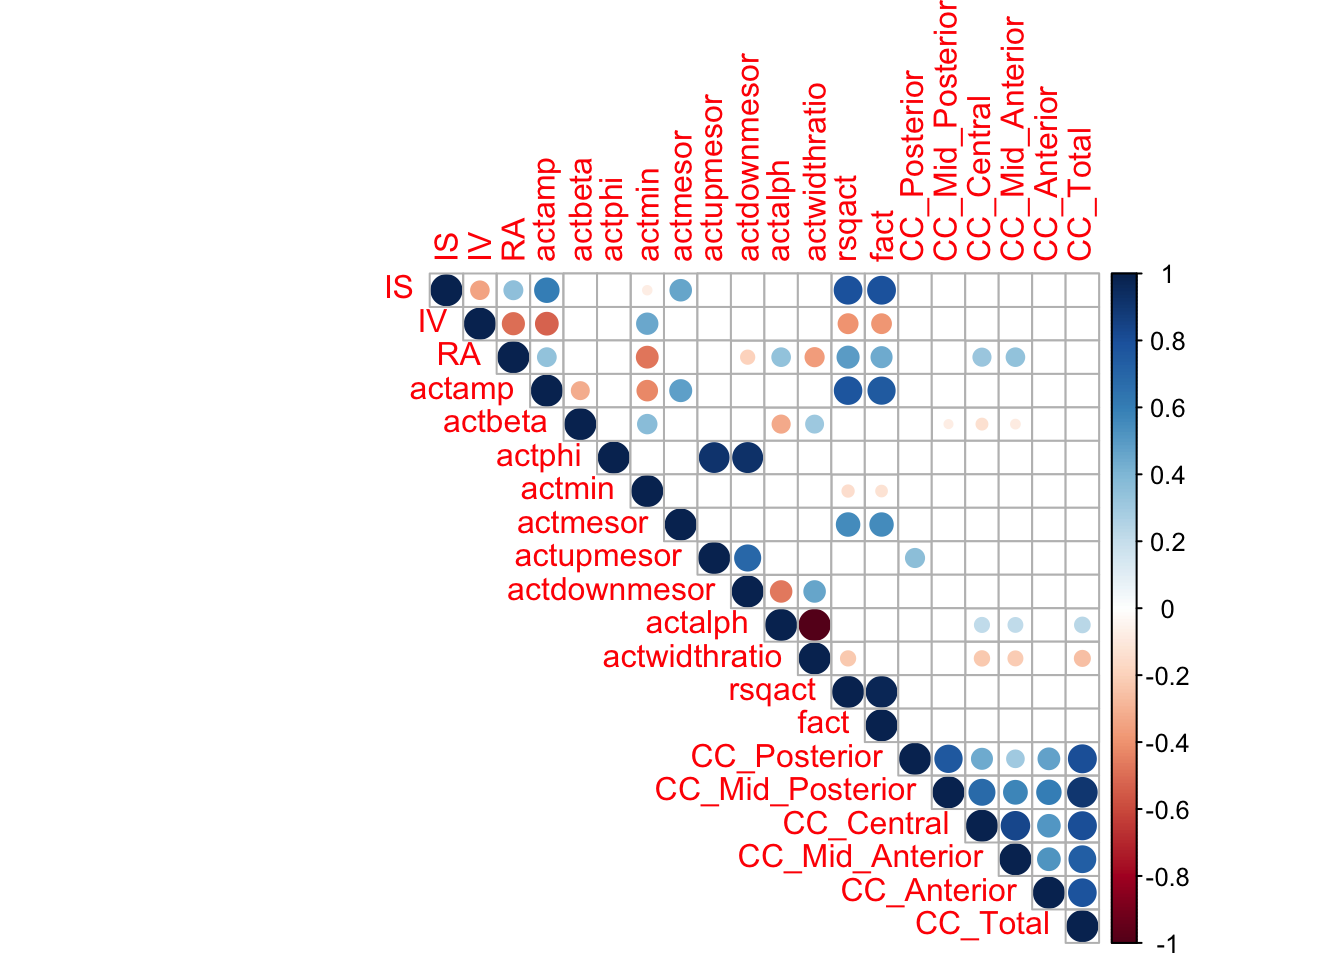 IS
IV
RA
actamp
actbeta
actphi
actmin
actmesor
actupmesor
actdownmesor
actalph
actwidthratio
rsqact
fact
CC_Posterior
CC_Mid_Posterior
CC_Central
CC_Mid_Anterior
CC_Anterior
CC_Total
IS
IV
RA
actamp
actbeta
actphi
actmin
actmesor
actupmesor
actdownmesor
actalph
actwidthratio
rsqact
fact
CC_Posterior
CC_Mid_Posterior
CC_Central
CC_Mid_Anterior
CC_Anterior
CC_Total
1
0.8
0.6
0.4
0.2
0
-0.2
-0.4
-0.6
-0.8
-1